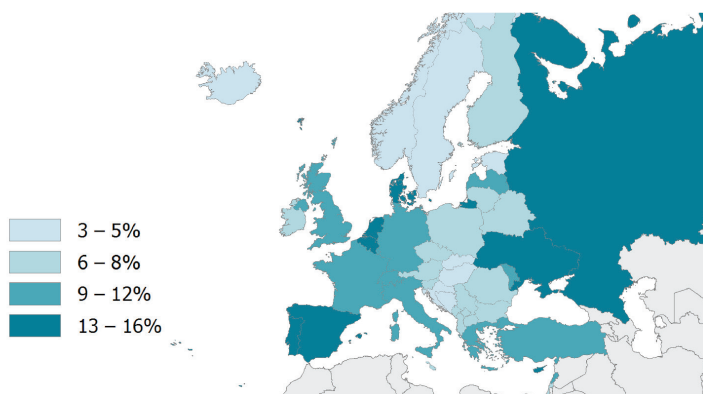 3 – 5%
6 – 8%
9 – 12%
13 – 16%